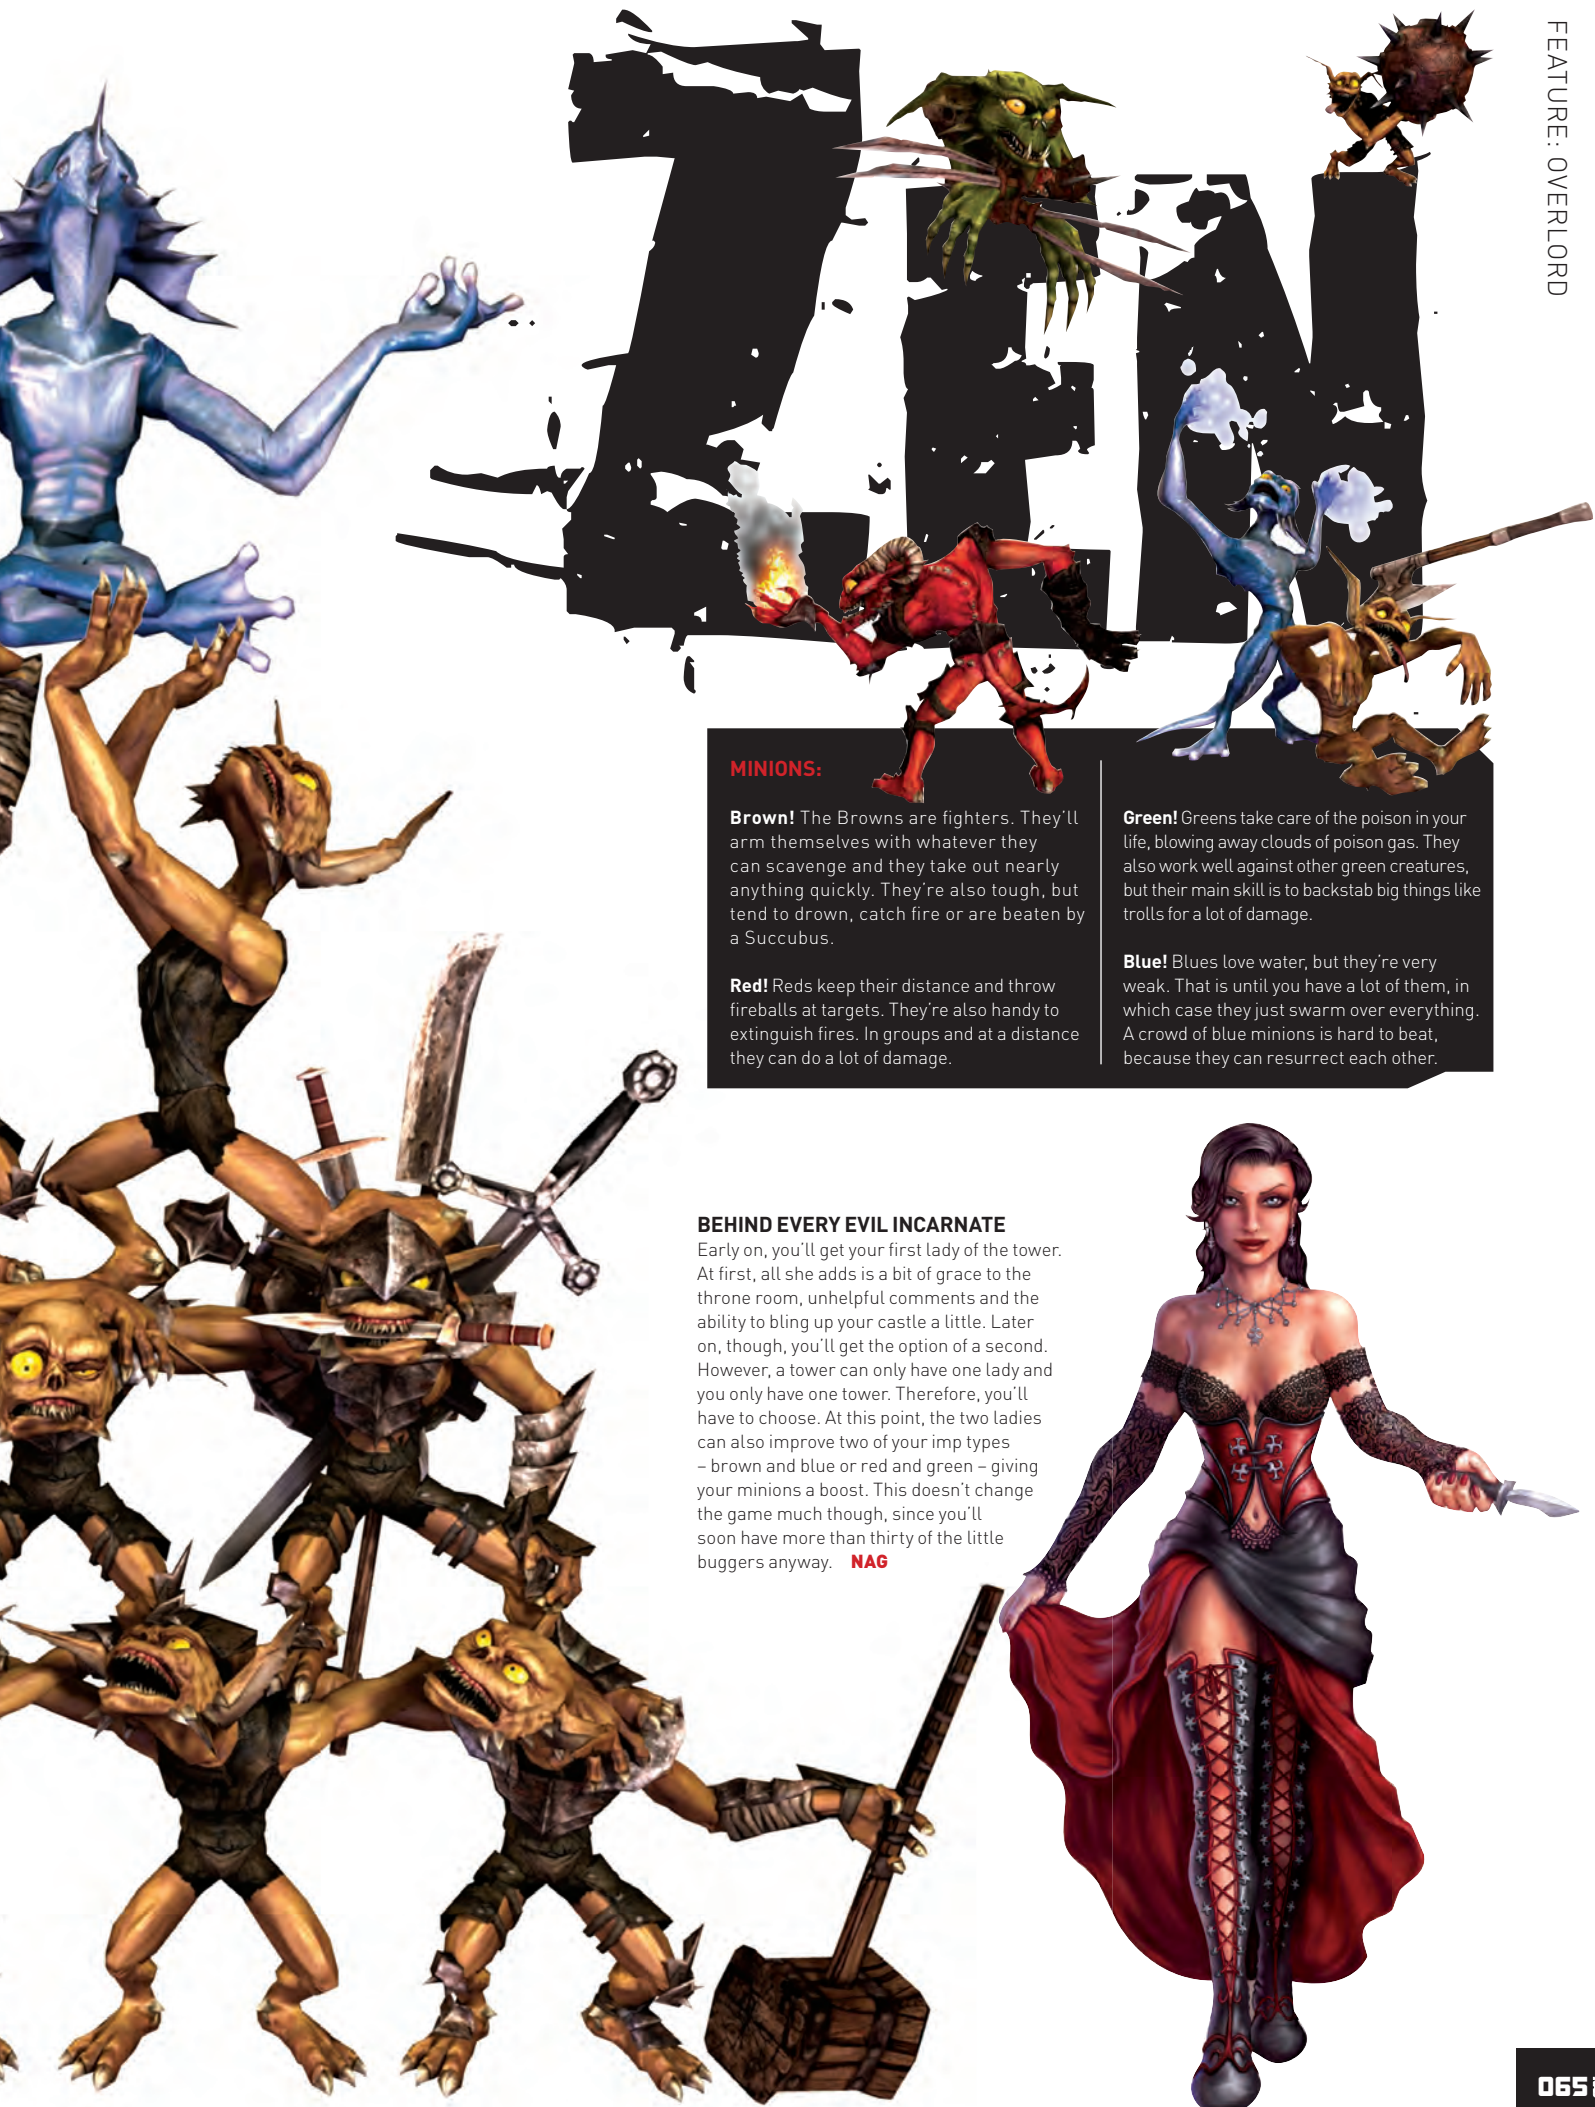 FEATURE: OVERLORD
ZEN
MINIONS:
Brown! The Browns are fighters. They'll
arm themselves with whatever they
can scavenge and they take out nearly
anything quickly. They're also tough, but
tend to drown, catch fire or are beaten by
a Succubus.
Red! Reds keep their distance and throw
fireballs at targets. They're also handy to
extinguish fires. In groups and at a distance
they can do a lot of damage.
Green! Greens take care of the poison in your
life, blowing away clouds of poison gas. They
also work well against other green creatures,
but their main skill is to backstab big things like
trolls for a lot of damage.
Blue! Blues love water, but they're very
weak. That is until you have a lot of them, in
which case they just swarm over everything.
A crowd of blue minions is hard to beat,
because they can resurrect each other.
BEHIND EVERY EVIL INCARNATE
Early on, you'll get your first lady of the tower.
At first, all she adds is a bit of grace to the
throne room, unhelpful comments and the
ability to bling up your castle a little. Later
on, though, you'll get the option of a second.
However, a tower can only have one lady and
you only have one tower. Therefore, you'll
have to choose. At this point, the two ladies
can also improve two of your imp types
– brown and blue or red and green – giving
your minions a boost. This doesn't change
the game much though, since you'll
soon have more than thirty of the little
buggers anyway. NAG
065